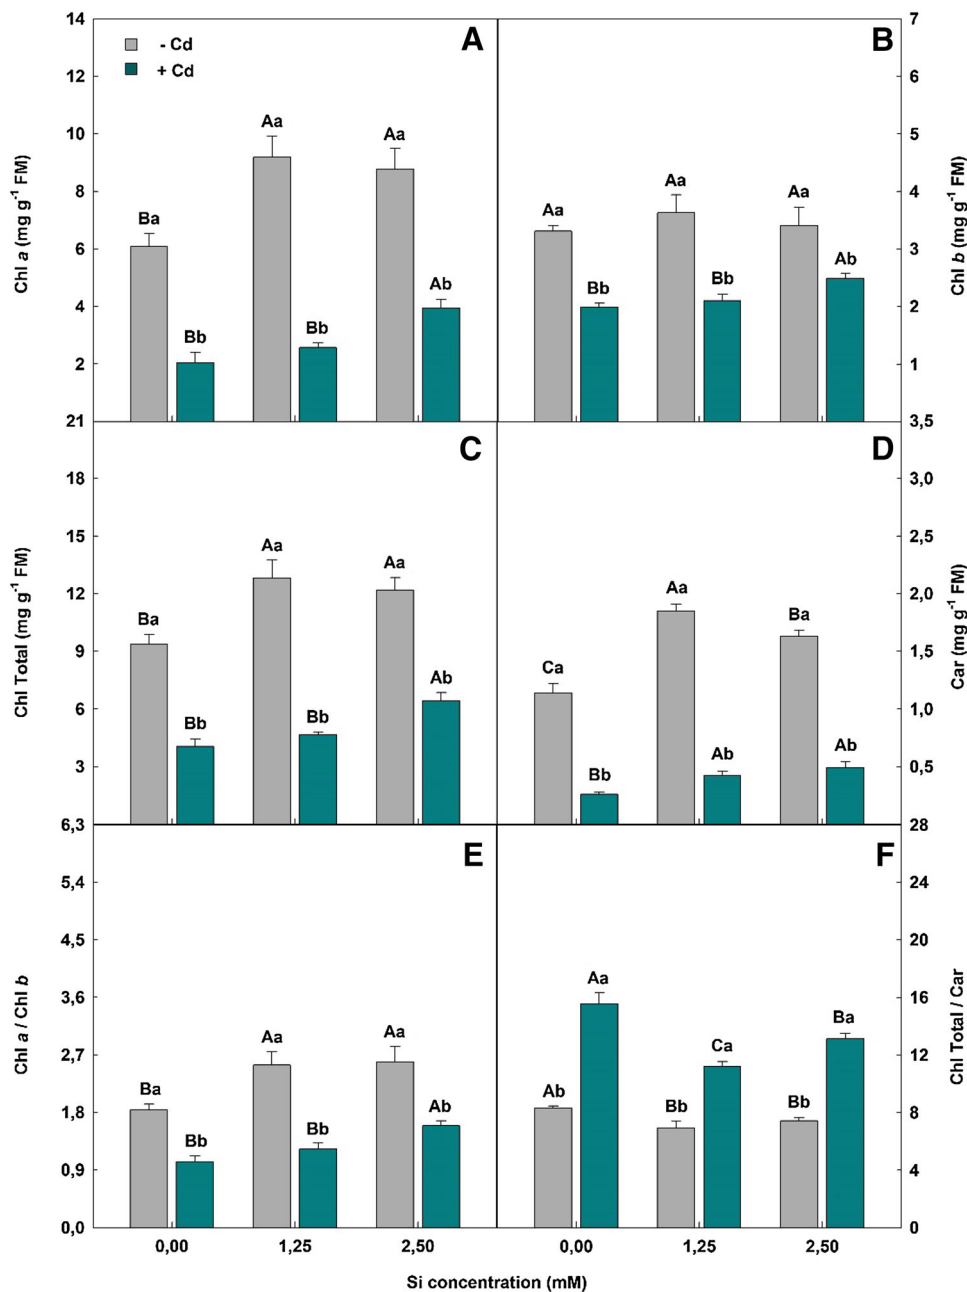 14
12
10
8
6
4
2
21
Chl a (mg g⁻¹ FM)
- Cd
+ Cd
A
Ba
Bb
Aa
Bb
Aa
Ab
B
Aa
Bb
Aa
Bb
Aa
Ab
7
6
5
4
3
2
1
3,5
Chl b (mg g⁻¹ FM)
18
15
12
9
6
3
6,3
Chl Total (mg g⁻¹ FM)
C
Ba
Bb
Aa
Bb
Aa
Ab
D
Ca
Bb
Aa
Ab
Ba
Ab
3,0
2,5
2,0
1,5
1,0
0,5
28
Car (mg g⁻¹ FM)
5,4
4,5
3,6
2,7
1,8
0,9
0,0
Chl a / Chl b
E
Ba
Bb
Aa
Bb
Aa
Ab
F
Ab
Aa
Bb
Ca
Bb
Ba
24
20
16
12
8
4
0
Chl Total / Car
0,00 1,25 2,50 0,00 1,25 2,50
Si concentration (mM)